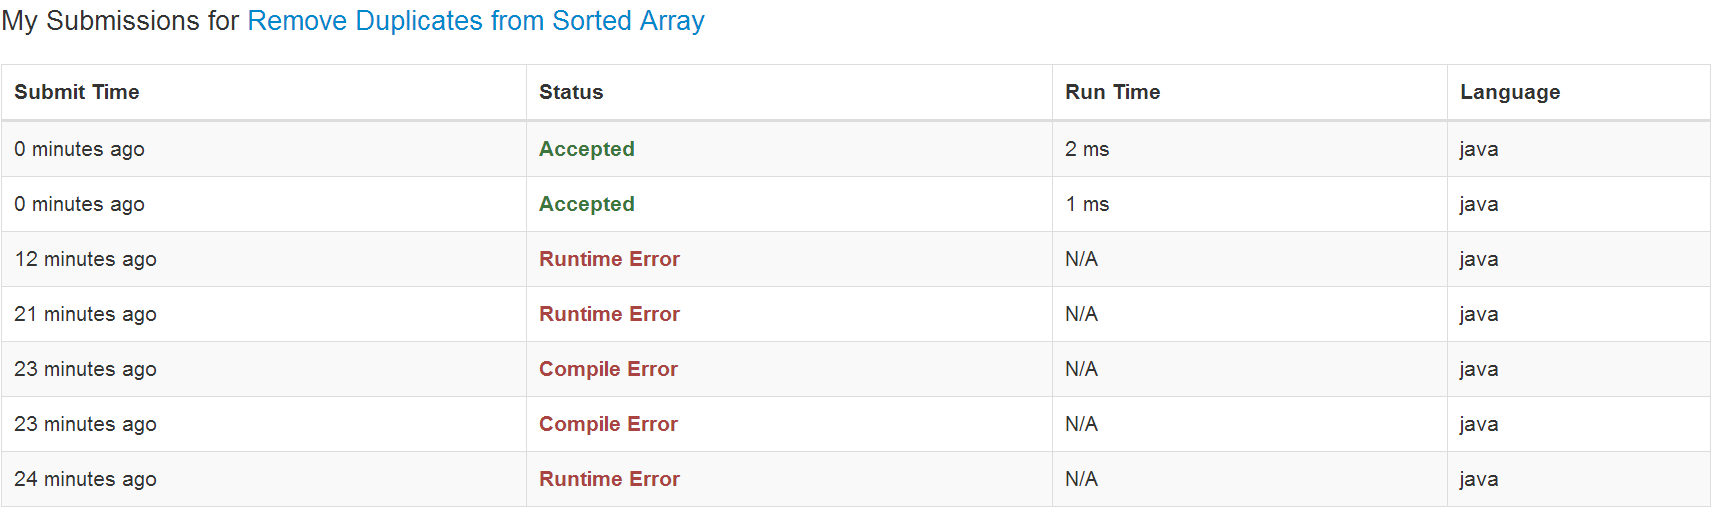 My Submissions for Remove Duplicates from Sorted Array
Submit Time Status Run Time Language
0 minutes ago Accepted 2 ms java
0 minutes ago Accepted 1 ms java
12 minutes ago Runtime Error N/A java
21 minutes ago Runtime Error N/A java
23 minutes ago Compile Error N/A java
23 minutes ago Compile Error N/A java
24 minutes ago Runtime Error N/A java